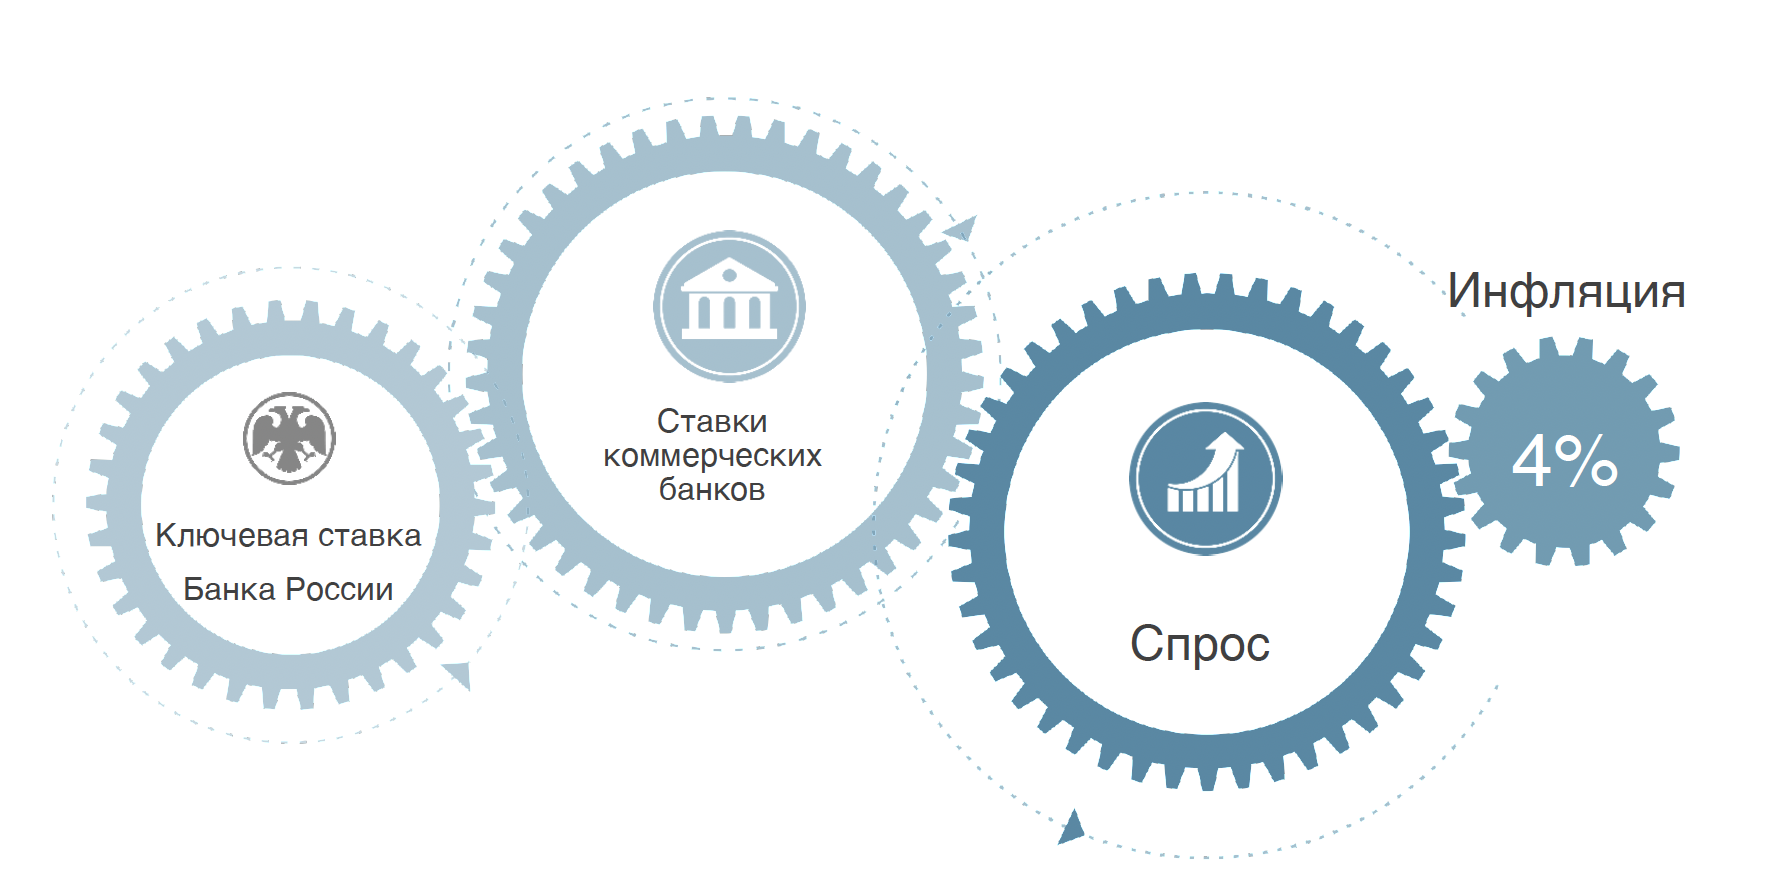 Ключевая ставка
Банка России
Ставки
коммерческих
банков
Спрос
Инфляция
4%